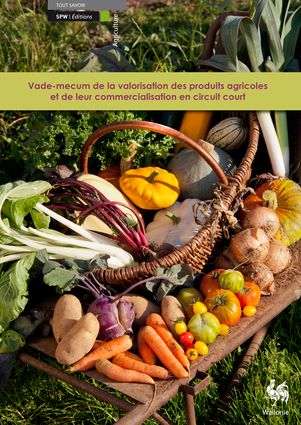 TOUT SAVOIR
SPW | Éditions
Agriculture
Vade-mecum de la valorisation des produits agricoles
et de leur commercialisation en circuit court
Wallonie